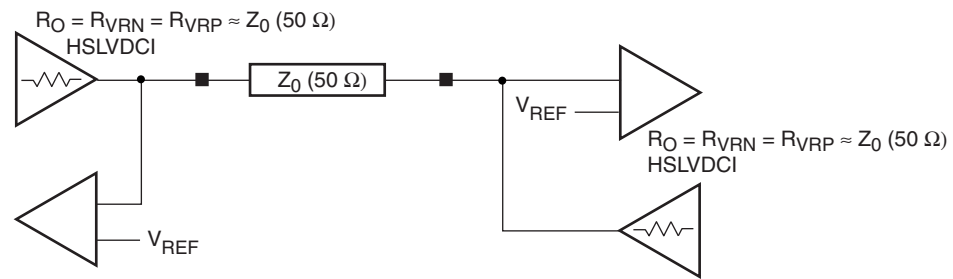 R_O = R_VRN = R_VRP ≈ Z_0 (50 Ω)
HSLVDCI
Z_0 (50 Ω)
V_REF
R_O = R_VRN = R_VRP ≈ Z_0 (50 Ω)
HSLVDCI
V_REF